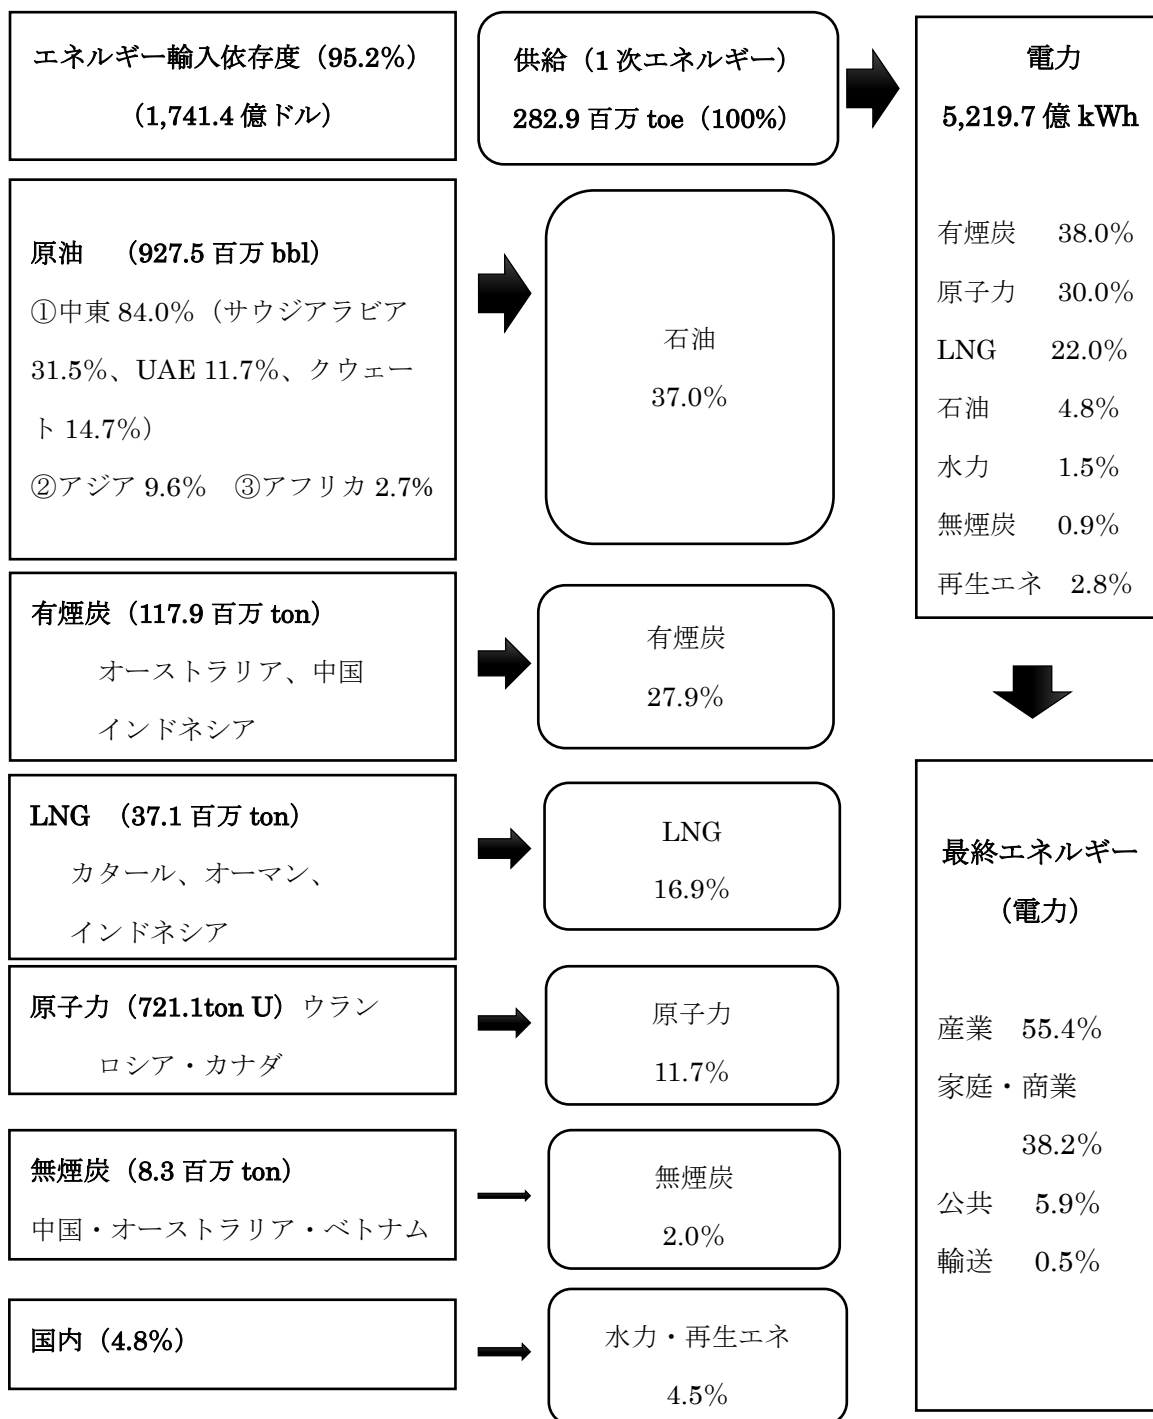 エネルギー輸入依存度（95.2%）
（1,741.4 億ドル）
供給（1 次エネルギー）
282.9 百万 toe（100%）
電力
5,219.7 億 kWh
有煙炭 38.0%
原子力 30.0%
LNG 22.0%
石油 4.8%
水力 1.5%
無煙炭 0.9%
再生エネ 2.8%
原油 （927.5 百万 bbl）
①中東 84.0%（サウジアラビア
31.5%、UAE 11.7%、クウェー
ト 14.7%）
②アジア 9.6% ③アフリカ 2.7%
石油
37.0%
有煙炭（117.9 百万 ton）
オーストラリア、中国
インドネシア
有煙炭
27.9%
LNG （37.1 百万 ton）
カタール、オーマン、
インドネシア
LNG
16.9%
原子力（721.1ton U）ウラン
ロシア・カナダ
原子力
11.7%
無煙炭（8.3 百万 ton）
中国・オーストラリア・ベトナム
無煙炭
2.0%
国内（4.8%）
水力・再生エネ
4.5%
最終エネルギー
（電力）
産業 55.4%
家庭・商業
38.2%
公共 5.9%
輸送 0.5%